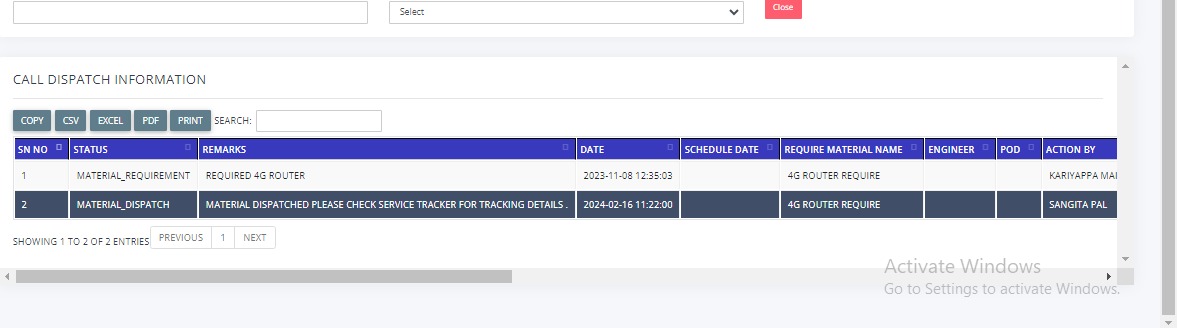 Select
Close
CALL DISPATCH INFORMATION
COPY CSV EXCEL PDF PRINT SEARCH:
SN NO STATUS REMARKS DATE SCHEDULE DATE REQUIRE MATERIAL NAME ENGINEER POD ACTION BY
1 MATERIAL_REQUIREMENT REQUIRED 4G ROUTER 2023-11-08 12:35:03 4G ROUTER REQUIRE KARIYAPPA
2 MATERIAL_DISPATCH MATERIAL DISPATCHED PLEASE CHECK SERVICE TRACKER FOR TRACKING DETAILS . 2024-02-16 11:22:00 4G ROUTER REQUIRE SANGITA PAL
SHOWING 1 TO 2 OF 2 ENTRIES PREVIOUS 1 NEXT
Activate Windows
Go to Settings to activate Windows.